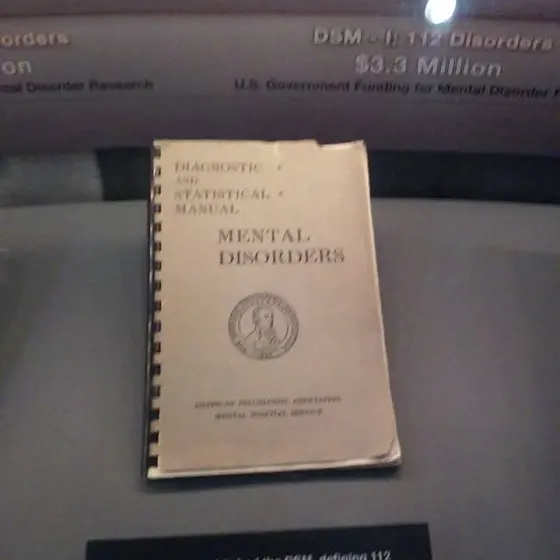 orders
on
ntal Disorder Research
DSM - I: 112 Disorders
$3.3 Million
U.S. Government Funding for Mental Disorder
DIAGNOSTIC
AND
STATISTICAL
MANUAL
MENTAL
DISORDERS
AMERICAN PSYCHIATRIC ASSOCIATION
MENTAL HOSPITAL SERVICE
the DSM, defining 112